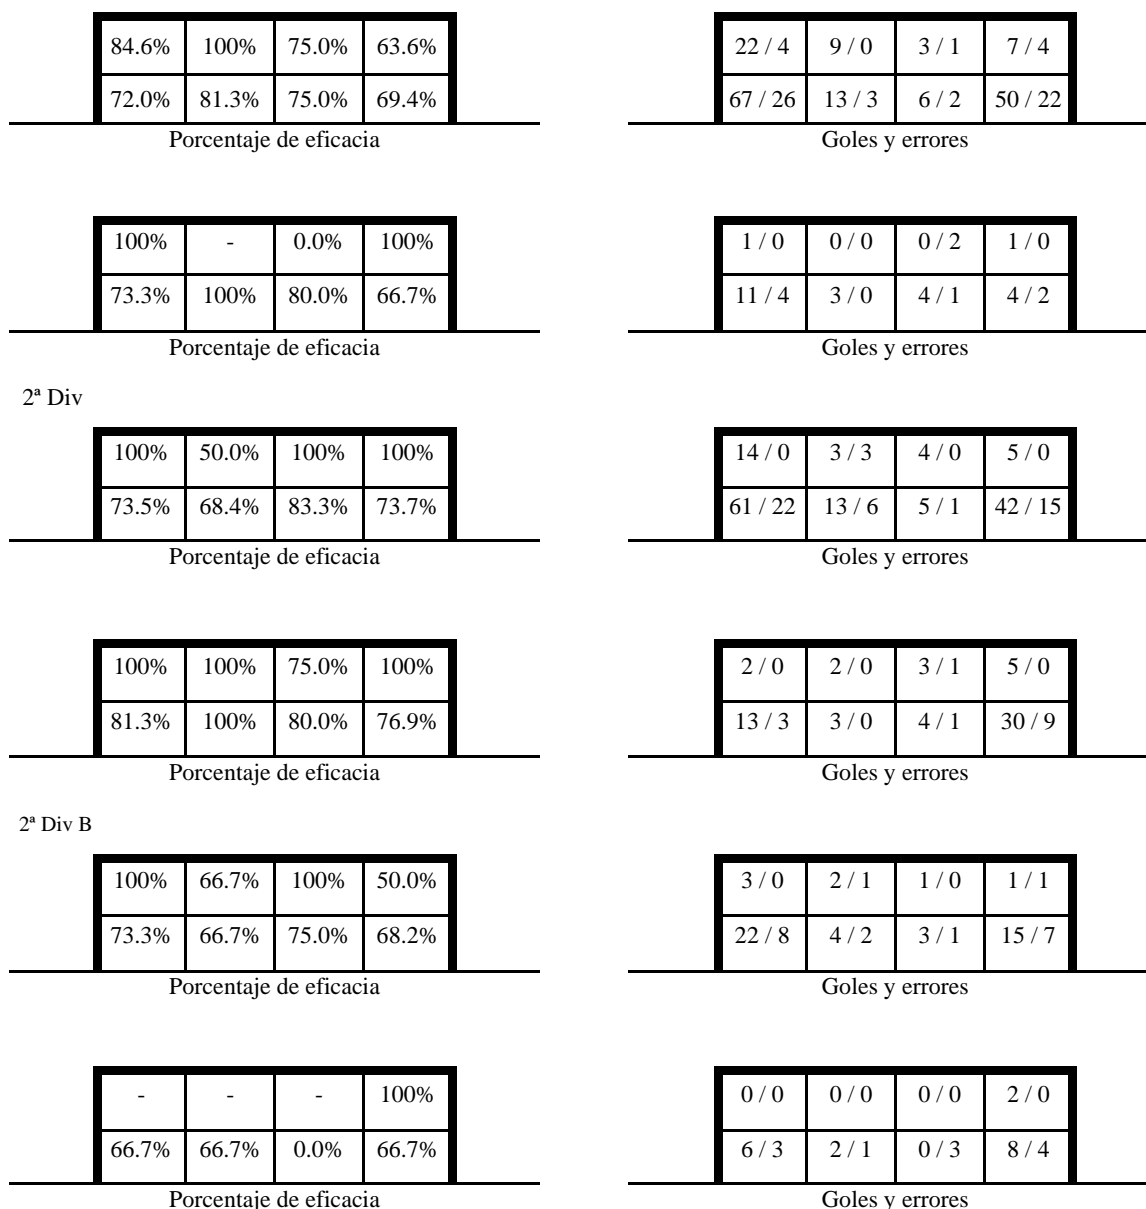 84.6% 100% 75.0% 63.6% 22 / 4 9 / 0 3 / 1 7 / 4
72.0% 81.3% 75.0% 69.4% 67 / 26 13 / 3 6 / 2 50 / 22
Porcentaje de eficacia Goles y errores
100% - 0.0% 100% 1 / 0 0 / 0 0 / 2 1 / 0
73.3% 100% 80.0% 66.7% 11 / 4 3 / 0 4 / 1 4 / 2
Porcentaje de eficacia Goles y errores
2ª Div
100% 50.0% 100% 100% 14 / 0 3 / 3 4 / 0 5 / 0
73.5% 68.4% 83.3% 73.7% 61 / 22 13 / 6 5 / 1 42 / 15
Porcentaje de eficacia Goles y errores
100% 100% 75.0% 100% 2 / 0 2 / 0 3 / 1 5 / 0
81.3% 100% 80.0% 76.9% 13 / 3 3 / 0 4 / 1 30 / 9
Porcentaje de eficacia Goles y errores
2ª Div B
100% 66.7% 100% 50.0% 3 / 0 2 / 1 1 / 0 1 / 1
73.3% 66.7% 75.0% 68.2% 22 / 8 4 / 2 3 / 1 15 / 7
Porcentaje de eficacia Goles y errores
- - - 100% 0 / 0 0 / 0 0 / 0 2 / 0
66.7% 66.7% 0.0% 66.7% 6 / 3 2 / 1 0 / 3 8 / 4
Porcentaje de eficacia Goles y errores